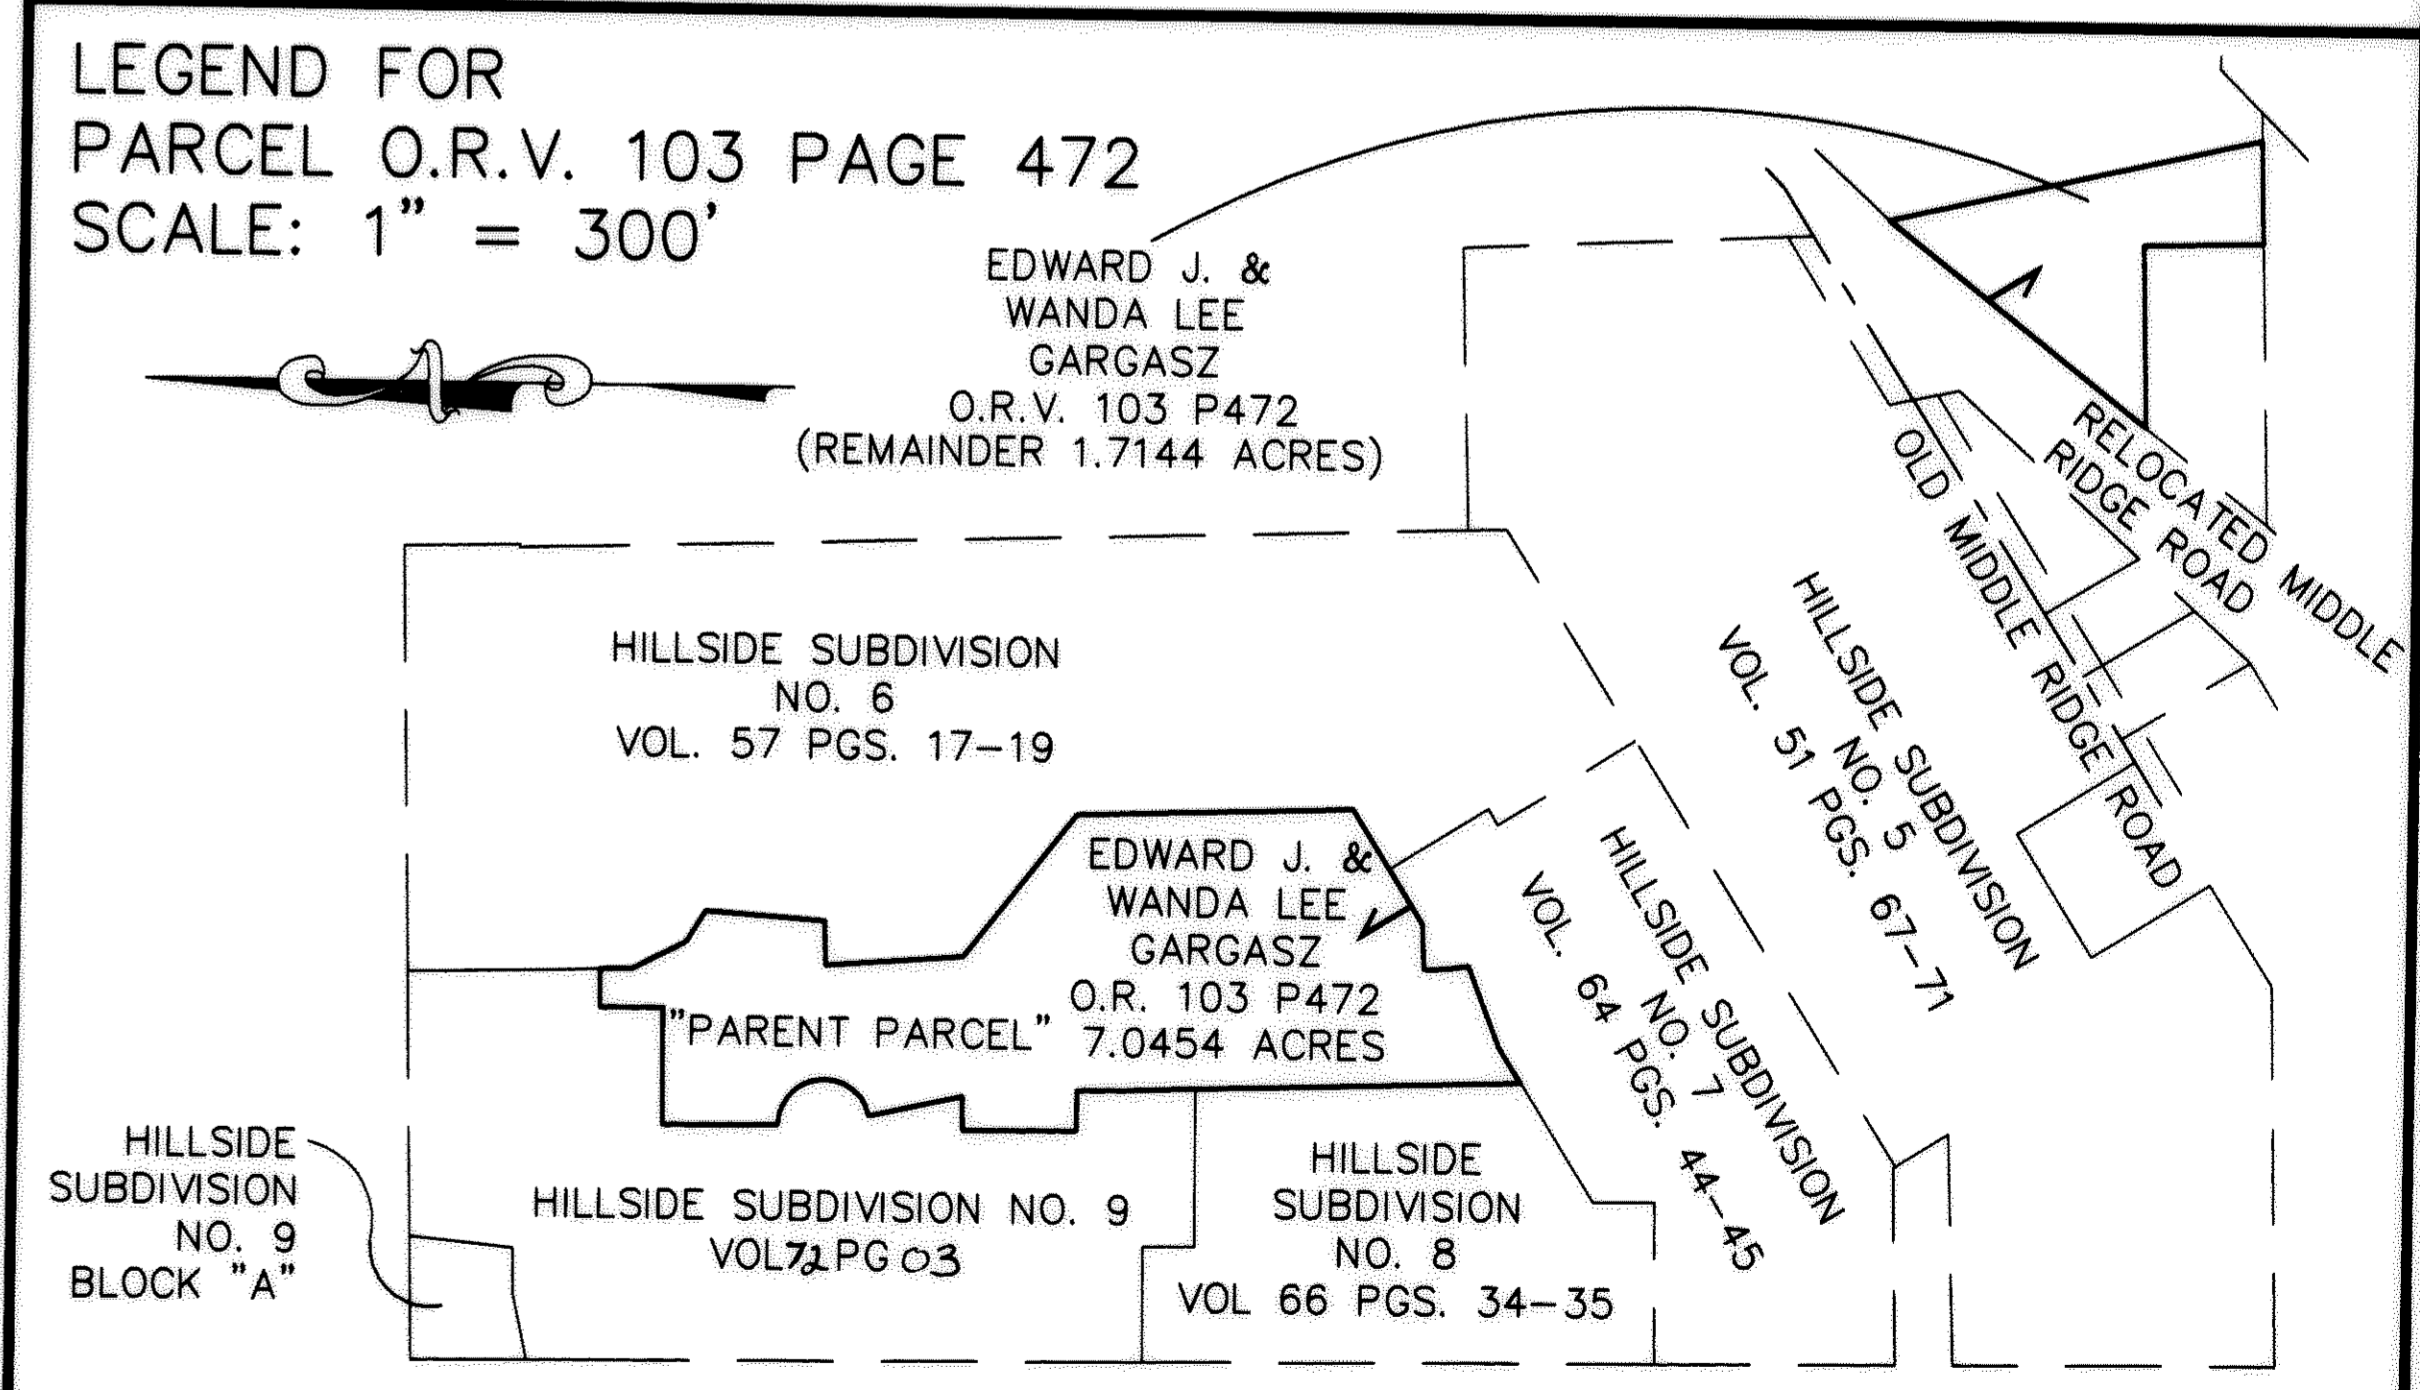 LEGEND FOR
PARCEL O.R.V. 103 PAGE 472
SCALE: 1" = 300'
EDWARD J. &
WANDA LEE
GARGASZ
O.R.V. 103 P472
(REMAINDER 1.7144 ACRES)
RELOCATED MIDDLE
RIDGE ROAD
OLD MIDDLE RIDGE ROAD
HILLSIDE SUBDIVISION
NO. 5
VOL. 51 PGS. 67-71
HILLSIDE SUBDIVISION
NO. 6
VOL. 57 PGS. 17-19
HILLSIDE SUBDIVISION
NO. 7
VOL. 64 PGS. 44-45
EDWARD J. &
WANDA LEE
GARGASZ
O.R. 103 P472
"PARENT PARCEL" 7.0454 ACRES
HILLSIDE
SUBDIVISION
NO. 9
BLOCK "A"
HILLSIDE SUBDIVISION NO. 9
VOL72PG 03
HILLSIDE
SUBDIVISION
NO. 8
VOL 66 PGS. 34-35